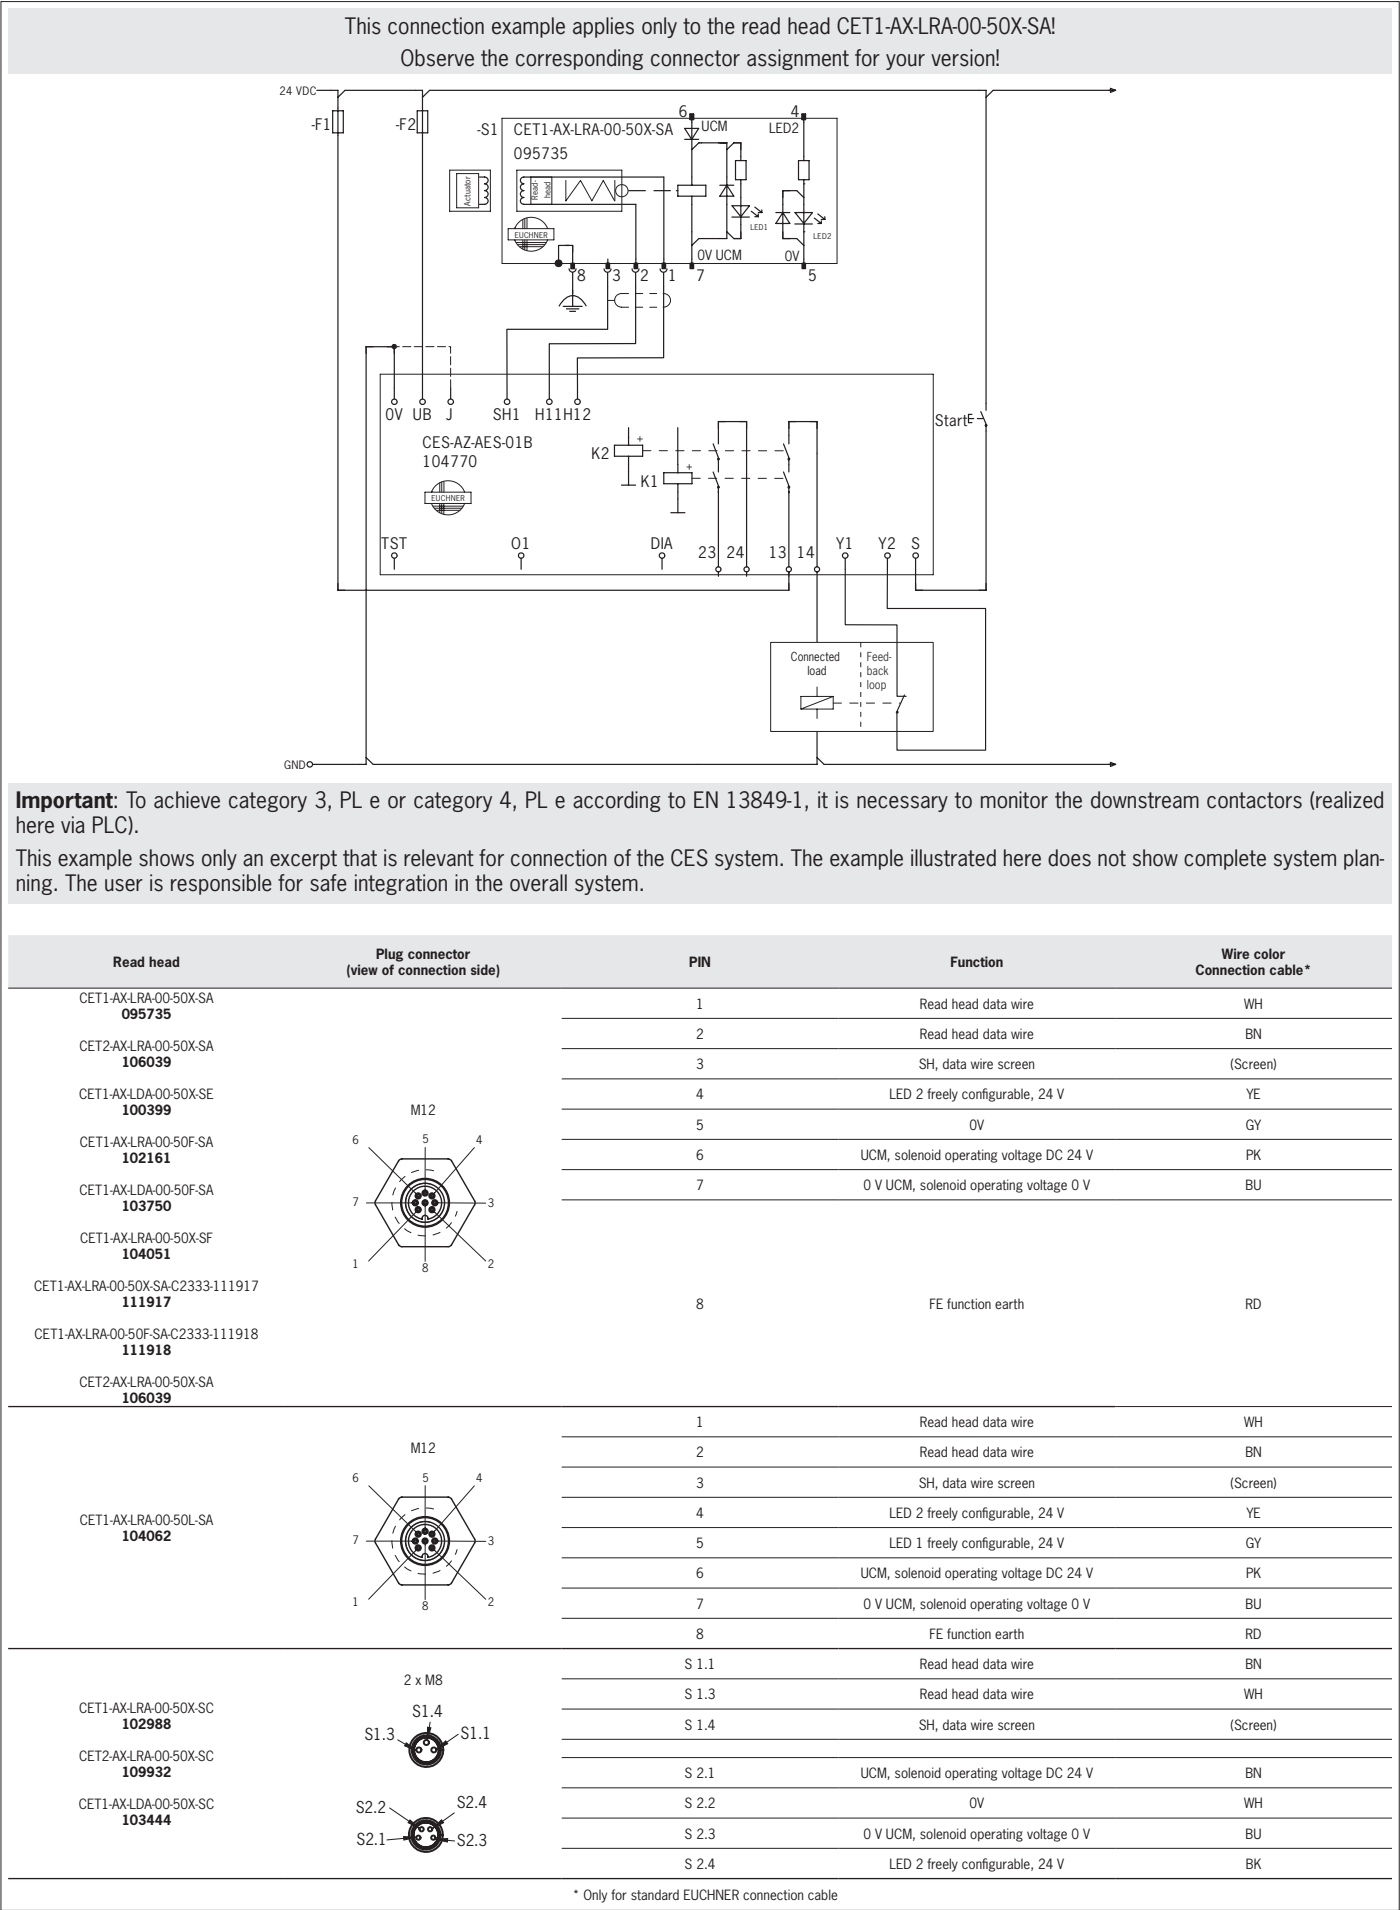 This connection example applies only to the read head CET1-AX-LRA-00-50X-SA!
Observe the corresponding connector assignment for your version!
24 VDC
-F1
-F2
-S1
CET1-AX-LRA-00-50X-SA
095735
6
UCM
4
LED2
Actuator
Read-
head
EUCHNER
LED1
LED2
0V UCM
0V
8
3
2
1
7
5
0V UB J SH1 H11 H12
CES-AZ-AES-01B
104770
EUCHNER
K2
+
K1
+
Start
TST O1 DIA 23 24 13 14 Y1 Y2 S
Connected
load
Feed-
back
loop
GND
Important: To achieve category 3, PL e or category 4, PL e according to EN 13849-1, it is necessary to monitor the downstream contactors (realized
here via PLC).
This example shows only an excerpt that is relevant for connection of the CES system. The example illustrated here does not show complete system plan-
ning. The user is responsible for safe integration in the overall system.
Read head Plug connector (view of connection side) PIN Function Wire color Connection cable*
CET1-AX-LRA-00-50X-SA
095735
CET2-AX-LRA-00-50X-SA
106039
CET1-AX-LDA-00-50X-SE
100399
CET1-AX-LRA-00-50F-SA
102161
CET1-AX-LDA-00-50F-SA
103750
CET1-AX-LRA-00-50X-SF
104051
CET1-AX-LRA-00-50X-SA-C2333-111917
111917
CET1-AX-LRA-00-50F-SA-C2333-111918
111918
CET2-AX-LRA-00-50X-SA
106039
M12
6 5 4
7 3
1 8 2
1 Read head data wire WH
2 Read head data wire BN
3 SH, data wire screen (Screen)
4 LED 2 freely configurable, 24 V YE
5 0V GY
6 UCM, solenoid operating voltage DC 24 V PK
7 0 V UCM, solenoid operating voltage 0 V BU
8 FE function earth RD
CET1-AX-LRA-00-50L-SA
104062
M12
6 5 4
7 3
1 8 2
1 Read head data wire WH
2 Read head data wire BN
3 SH, data wire screen (Screen)
4 LED 2 freely configurable, 24 V YE
5 LED 1 freely configurable, 24 V GY
6 UCM, solenoid operating voltage DC 24 V PK
7 0 V UCM, solenoid operating voltage 0 V BU
8 FE function earth RD
CET1-AX-LRA-00-50X-SC
102988
CET2-AX-LRA-00-50X-SC
109932
CET1-AX-LDA-00-50X-SC
103444
2 x M8
S1.4
S1.3 S1.1
S2.2 S2.4
S2.1 S2.3
S 1.1 Read head data wire BN
S 1.3 Read head data wire WH
S 1.4 SH, data wire screen (Screen)
S 2.1 UCM, solenoid operating voltage DC 24 V BN
S 2.2 0V WH
S 2.3 0 V UCM, solenoid operating voltage 0 V BU
S 2.4 LED 2 freely configurable, 24 V BK
* Only for standard EUCHNER connection cable